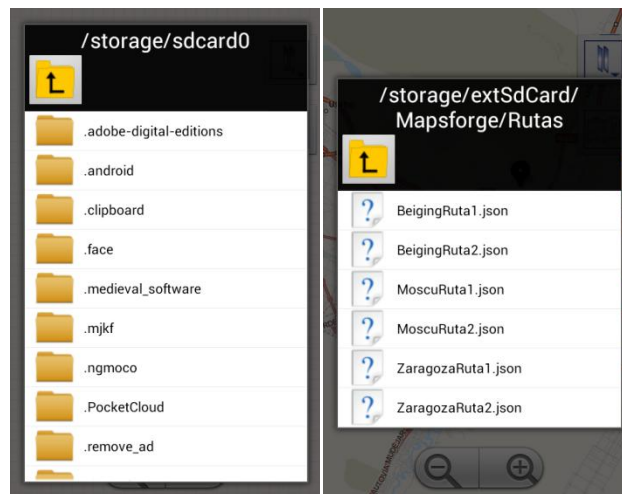 /storage/sdcard0
.adobe-digital-editions
.android
.clipboard
.face
.medieval_software
.mjkf
.ngmoco
.PocketCloud
.remove_ad
/storage/extSdCard/
Mapsforge/Rutas
BeigingRuta1.json
BeigingRuta2.json
MoscuRuta1.json
MoscuRuta2.json
ZaragozaRuta1.json
ZaragozaRuta2.json